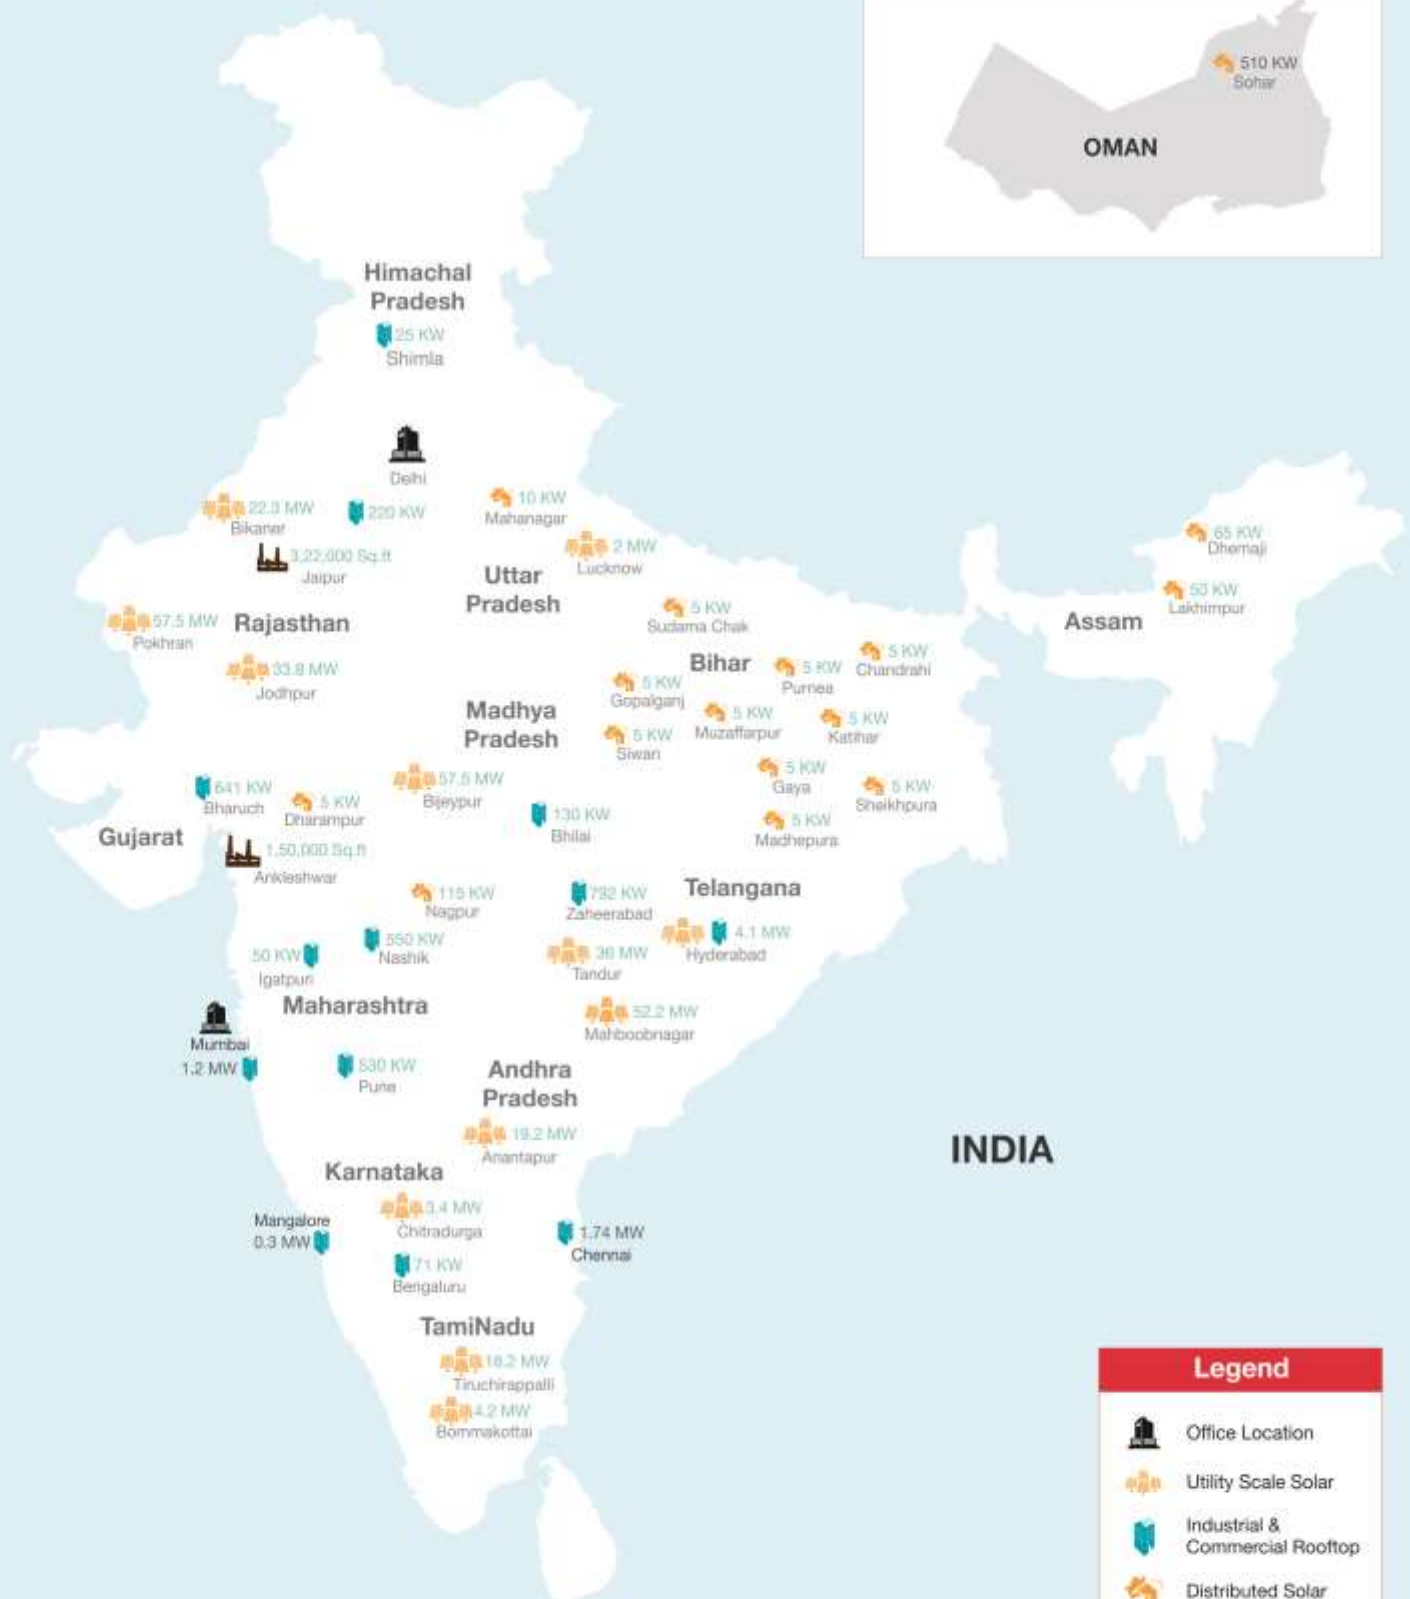 510 KW
Sohar
OMAN
Himachal
Pradesh
25 KW
Shimla
Delhi
22.3 MW
Bikaner
220 KW
10 KW
Mahanagar
3,22,000 Sq.ft
Jaipur
2 MW
Lucknow
65 KW
Dhemaji
Uttar
Pradesh
50 KW
Lakhimpur
Assam
57.5 MW
Pokhran
Rajasthan
5 KW
Sudama Chak
33.8 MW
Jodhpur
Bihar
5 KW
Purnea
5 KW
Chandrahi
5 KW
Gopalganj
Madhya
Pradesh
5 KW
Muzaffarpur
5 KW
Katihar
5 KW
Siwan
5 KW
Gaya
57.5 MW
Bijeypur
641 KW
Bharuch
5 KW
Dharampur
5 KW
Sheikhpura
130 KW
Bhilai
5 KW
Madhepura
Gujarat
1,50,000 Sq.ft
Ankleshwar
115 KW
Nagpur
792 KW
Zaheerabad
Telangana
550 KW
Nashik
4.1 MW
Hyderabad
50 KW
Igatpuri
36 MW
Tandur
Maharashtra
52.2 MW
Mahboobnagar
Mumbai
1.2 MW
530 KW
Pune
Andhra
Pradesh
19.2 MW
Anantapur
INDIA
Karnataka
3.4 MW
Chitradurga
Mangalore
0.3 MW
1.74 MW
Chennai
71 KW
Bengaluru
TamiNadu
18.2 MW
Tiruchirappalli
4.2 MW
Bommakottai
Legend
Office Location
Utility Scale Solar
Industrial &
Commercial Rooftop
Distributed Solar